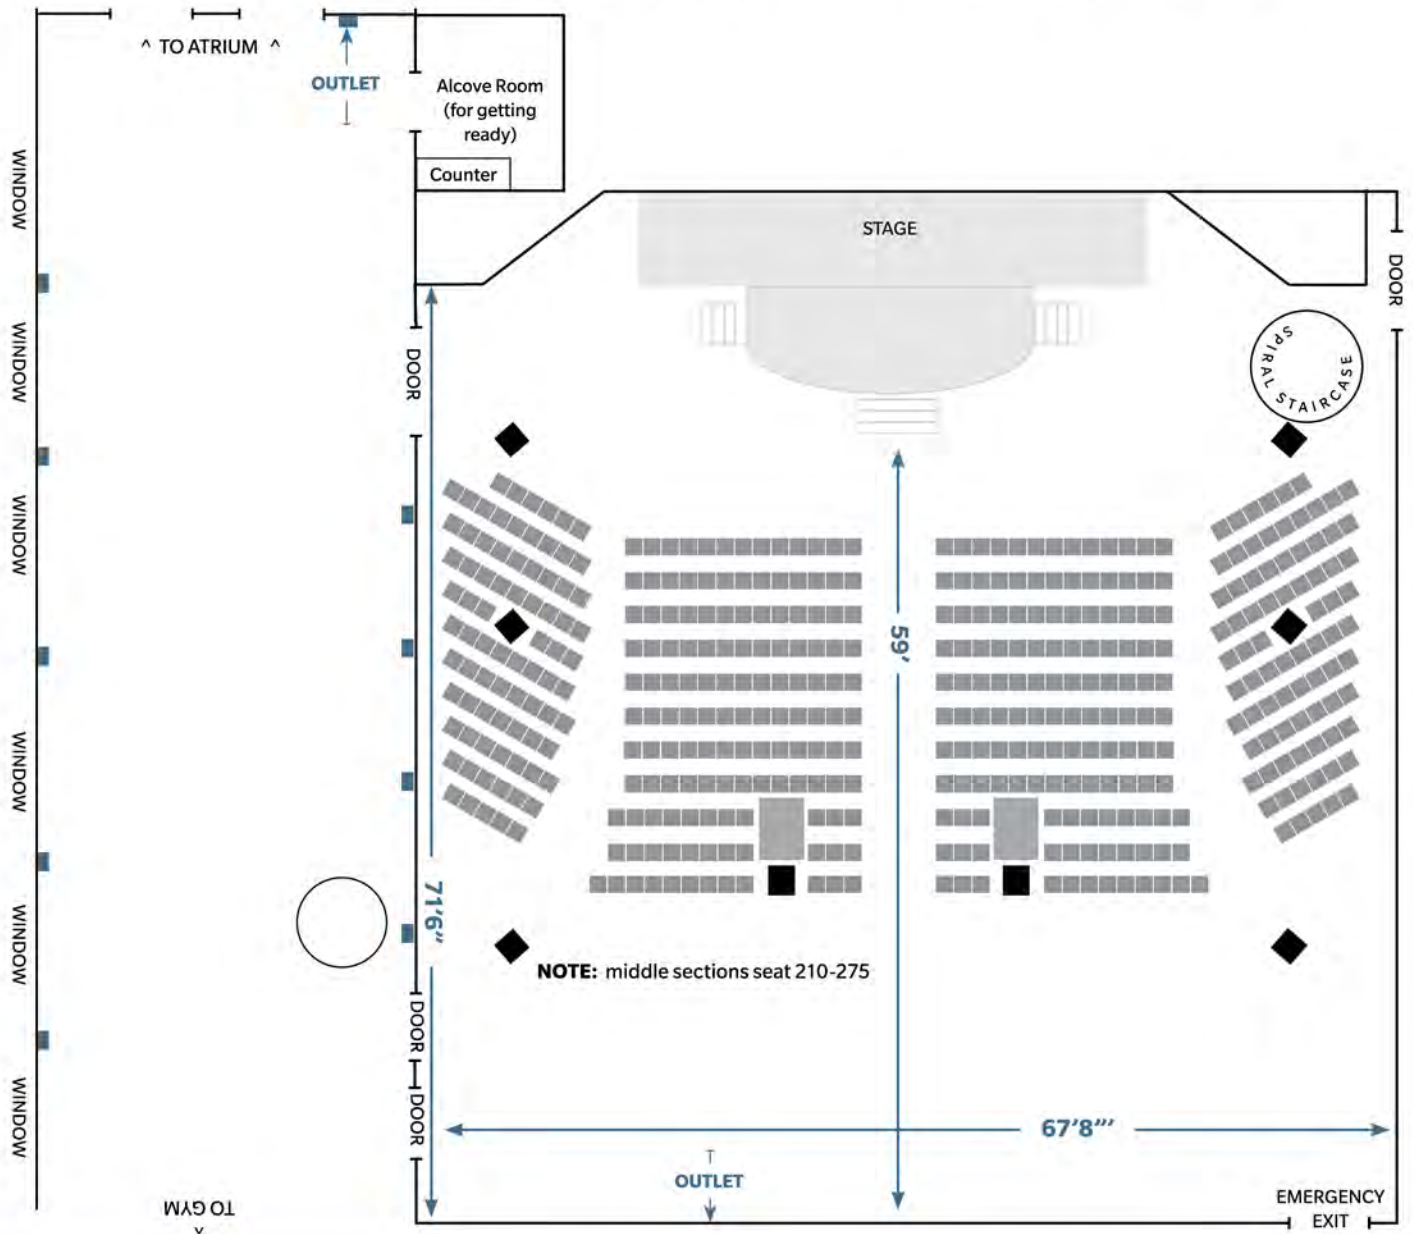 ^ TO ATRIUM ^
OUTLET
Alcove Room
(for getting
ready)
Counter
STAGE
WINDOW
WINDOW
WINDOW
WINDOW
WINDOW
WINDOW
DOOR
DOOR
SPIRAL STAIRCASE
59'
71'6"
NOTE: middle sections seat 210-275
DOOR
DOOR
67'8"'
OUTLET
TO GYM
EMERGENCY
EXIT